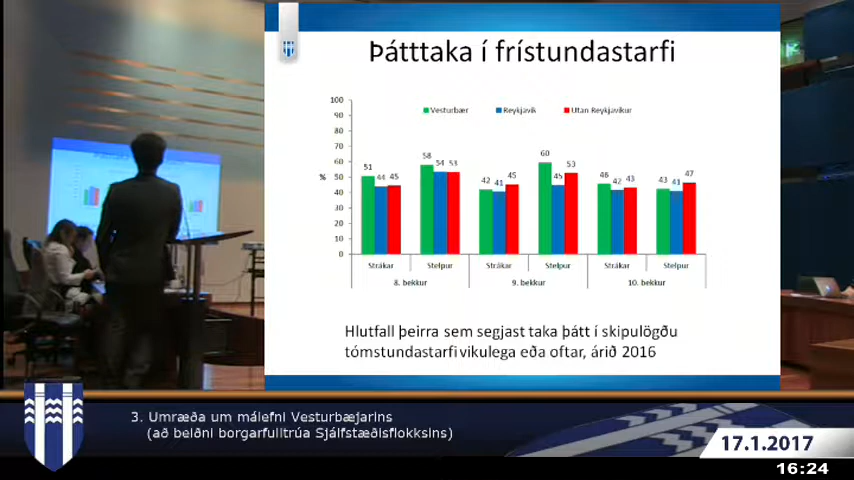 Þátttaka í frístundastarfi
100
90
80
70
60
50
40
30
20
10
0
%
Vesturbær Reykjavík Utan Reykjavíkur
51 44 45
58 54 53
42 41 45
60 45 53
46 42 43
43 41 47
Strákar Stelpur Strákar Stelpur Strákar Stelpur
8. bekkur 9. bekkur 10. bekkur
Hlutfall þeirra sem segjast taka þátt í skipulögðu
tómstundastarfi vikulega eða oftar, árið 2016
3. Umræða um málefni Vesturbæjarins
(að beiðni borgarfulltrúa Sjálfstæðisflokksins)
17.1.2017
16:24